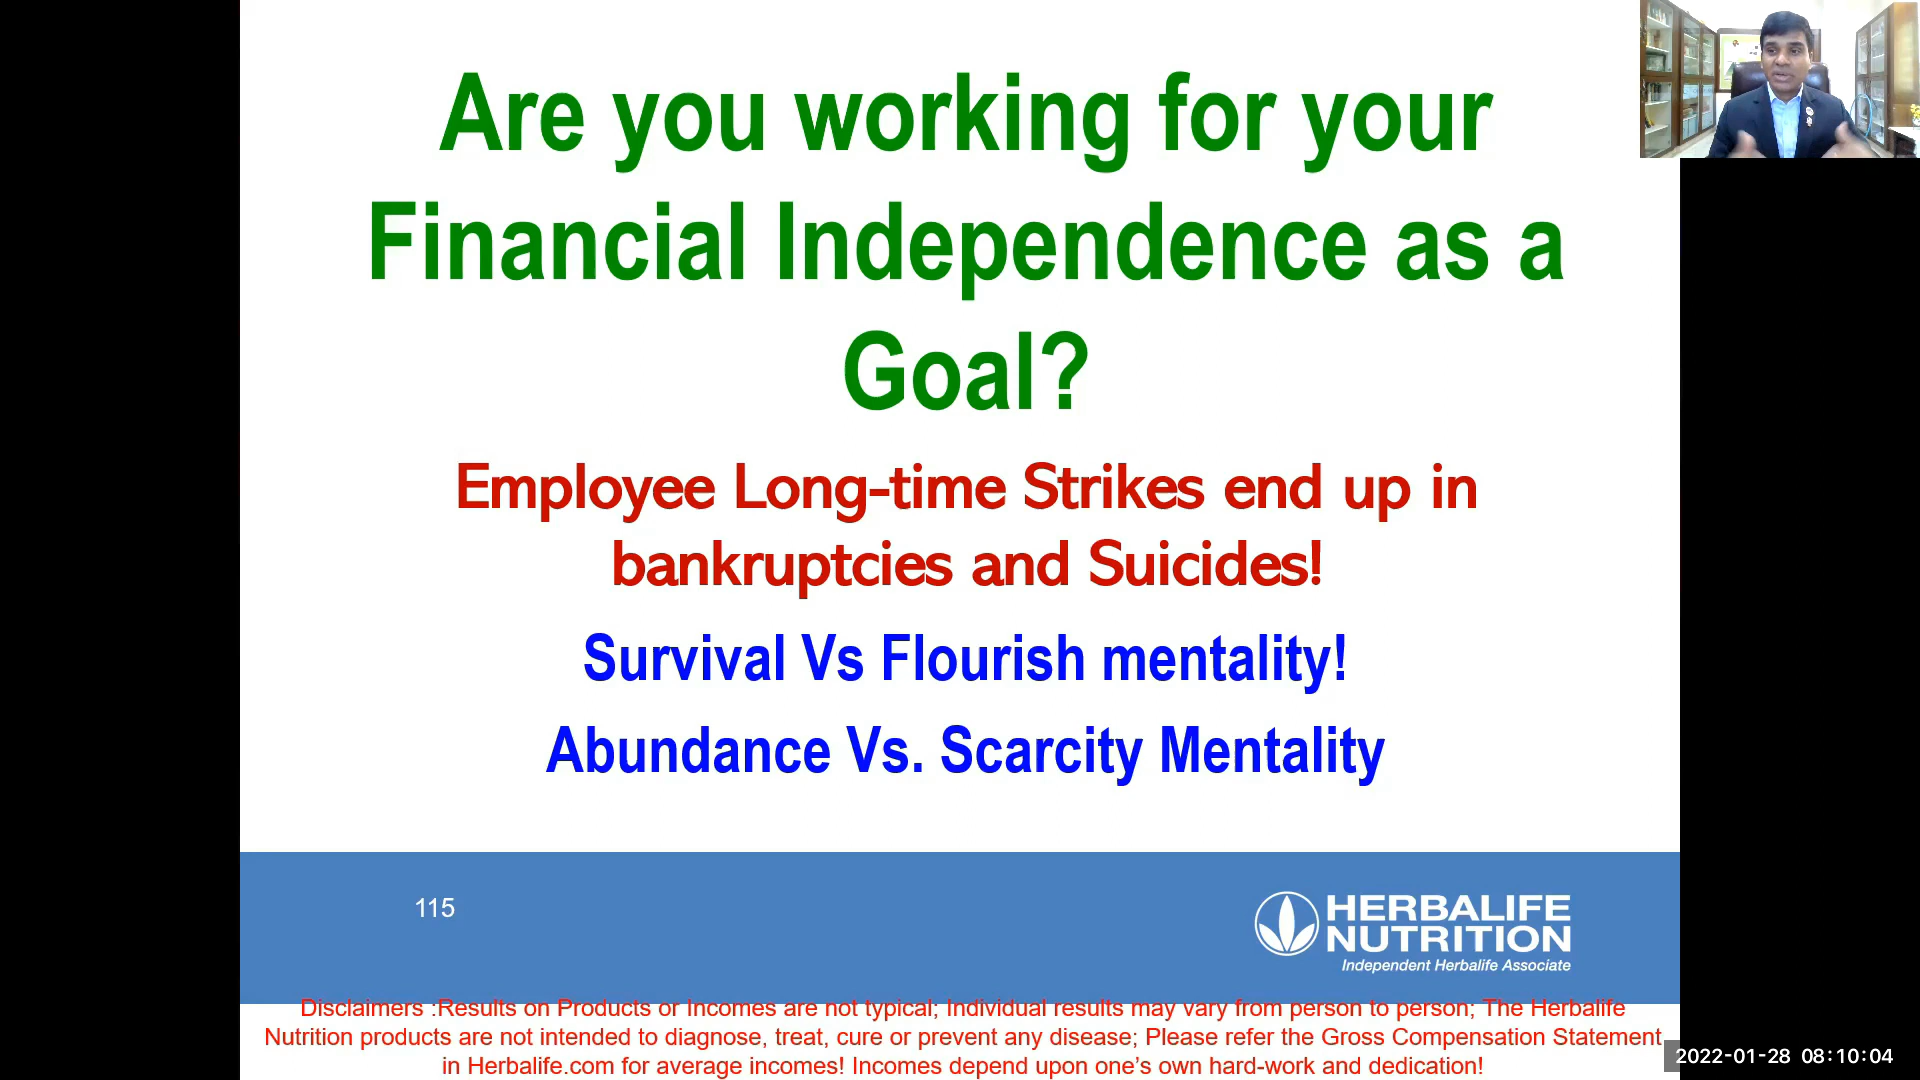 Are you working for your
Financial Independence as a
Goal?
Employee Long-time Strikes end up in
bankruptcies and Suicides!
Survival Vs Flourish mentality!
Abundance Vs. Scarcity Mentality
115
HERBALIFE
NUTRITION
Independent Herbalife Associate
Disclaimers :Results on Products or Incomes are not typical; Individual results may vary from person to person; The Herbalife
Nutrition products are not intended to diagnose, treat, cure or prevent any disease; Please refer the Gross Compensation Statement
in Herbalife.com for average incomes! Incomes depend upon one’s own hard-work and dedication!
2022-01-28 08:10:04